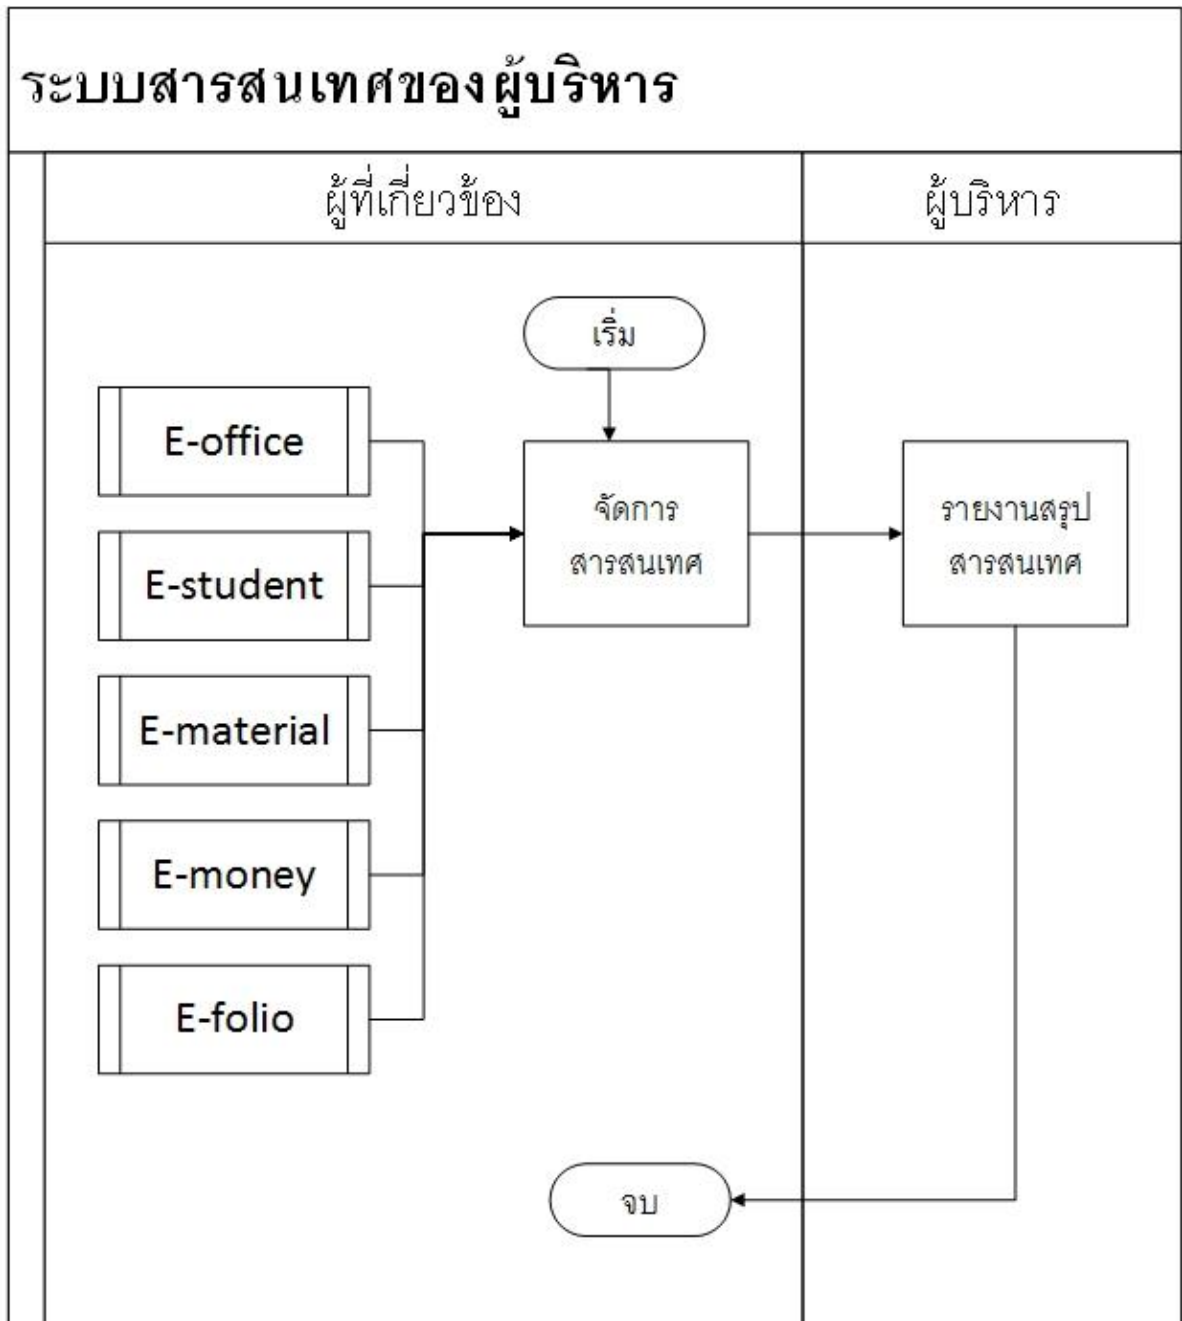 ระบบสารสนเทศของผู้บริหาร
ผู้ที่เกี่ยวข้อง
ผู้บริหาร
เริ่ม
E-office
E-student
E-material
E-money
E-folio
จัดการ
สารสนเทศ
รายงานสรุป
สารสนเทศ
จบ